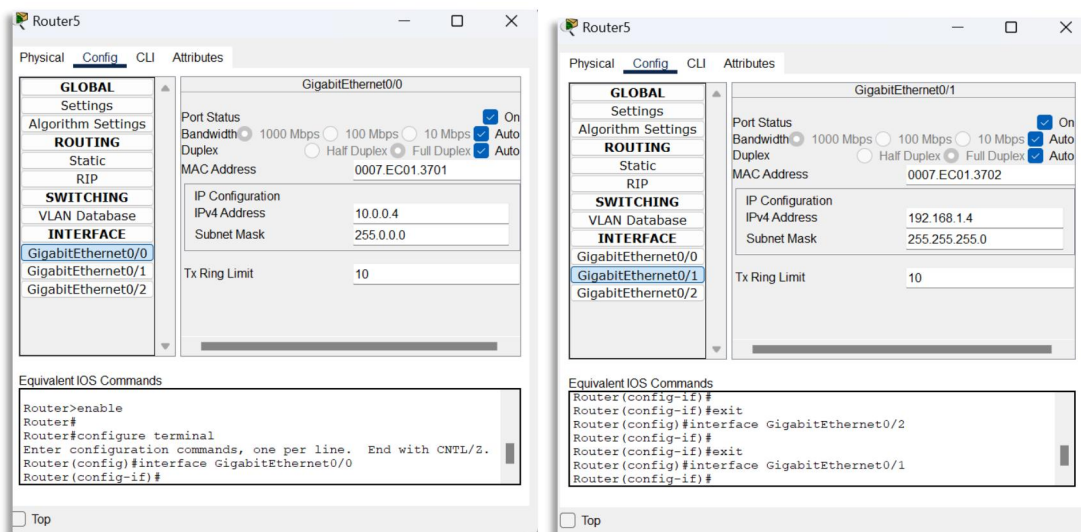 Router5
Physical Config CLI Attributes
GLOBAL
Settings
Algorithm Settings
ROUTING
Static
RIP
SWITCHING
VLAN Database
INTERFACE
GigabitEthernet0/0
GigabitEthernet0/1
GigabitEthernet0/2
GigabitEthernet0/0
Port Status On
Bandwidth 1000 Mbps 100 Mbps 10 Mbps Auto
Duplex Half Duplex Full Duplex Auto
MAC Address 0007.EC01.3701
IP Configuration
IPv4 Address 10.0.0.4
Subnet Mask 255.0.0.0
Tx Ring Limit 10
Equivalent IOS Commands
Router>enable
Router#
Router#configure terminal
Enter configuration commands, one per line. End with CNTL/Z.
Router(config)#interface GigabitEthernet0/0
Router(config-if)#
Top
Router5
Physical Config CLI Attributes
GLOBAL
Settings
Algorithm Settings
ROUTING
Static
RIP
SWITCHING
VLAN Database
INTERFACE
GigabitEthernet0/0
GigabitEthernet0/1
GigabitEthernet0/2
GigabitEthernet0/1
Port Status On
Bandwidth 1000 Mbps 100 Mbps 10 Mbps Auto
Duplex Half Duplex Full Duplex Auto
MAC Address 0007.EC01.3702
IP Configuration
IPv4 Address 192.168.1.4
Subnet Mask 255.255.255.0
Tx Ring Limit 10
Equivalent IOS Commands
Router(config-if)#
Router(config-if)#exit
Router(config)#interface GigabitEthernet0/2
Router(config-if)#
Router(config-if)#exit
Router(config)#interface GigabitEthernet0/1
Router(config-if)#
Top